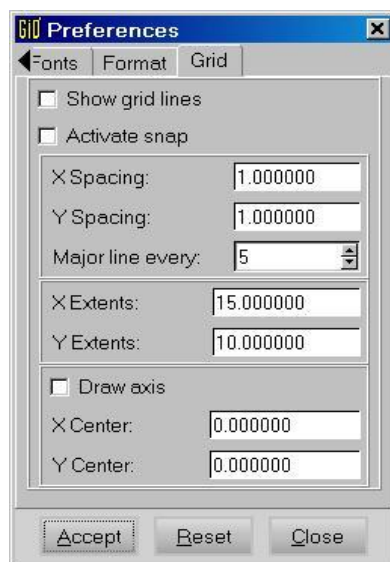 GiD Preferences
Fonts Format Grid
Show grid lines
Activate snap
X Spacing: 1.000000
Y Spacing: 1.000000
Major line every: 5
X Extents: 15.000000
Y Extents: 10.000000
Draw axis
X Center: 0.000000
Y Center: 0.000000
Accept Reset Close